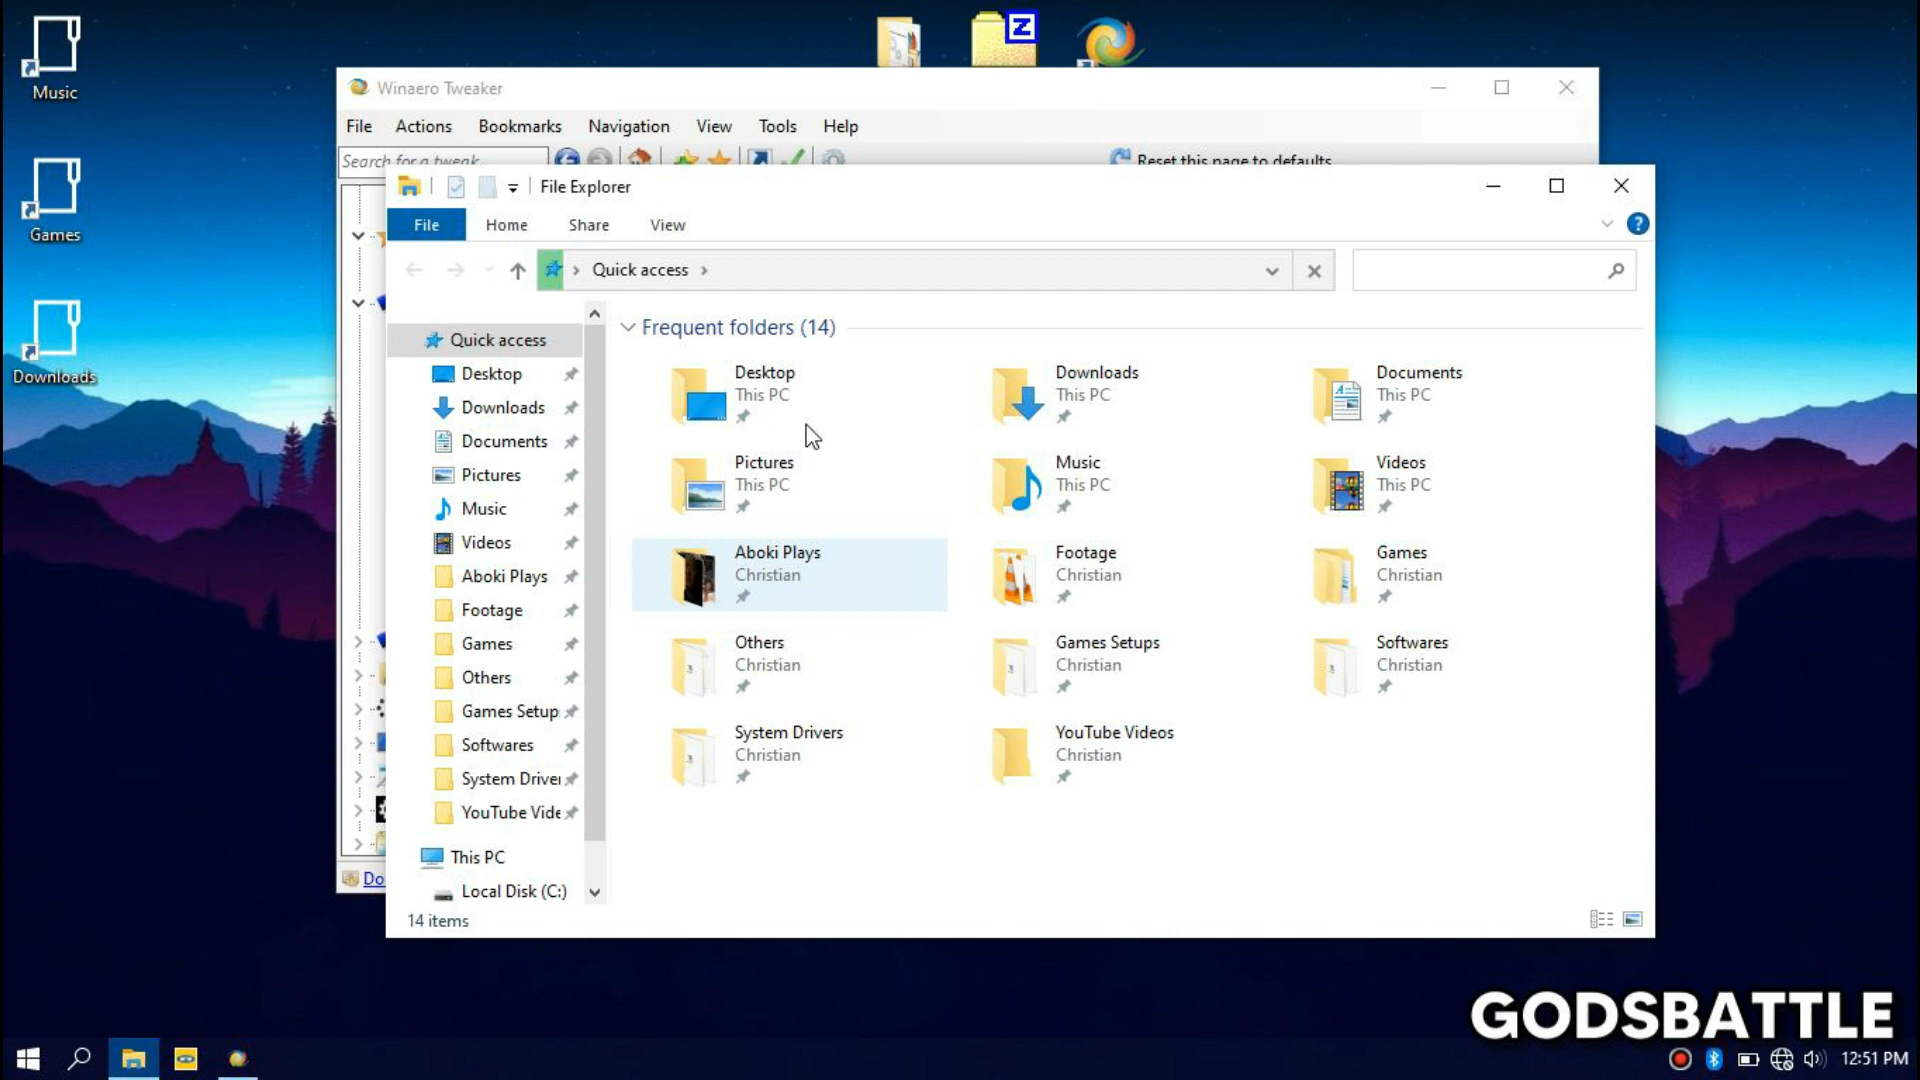 Music
Games
Downloads
Z
Winaero Tweaker
File Actions Bookmarks Navigation View Tools Help
Search for a tweak
Reset this page to defaults
File Explorer
File Home Share View
Quick access
Frequent folders (14)
Quick access
Desktop
Downloads
Documents
Pictures
Music
Videos
Aboki Plays
Footage
Games
Others
Games Setup
Softwares
System Driver
YouTube Vide
This PC
Local Disk (C:)
Desktop
This PC
Downloads
This PC
Documents
This PC
Pictures
This PC
Music
This PC
Videos
This PC
Aboki Plays
Christian
Footage
Christian
Games
Christian
Others
Christian
Games Setups
Christian
Softwares
Christian
System Drivers
Christian
YouTube Videos
Christian
Do
14 items
GODSBATTLE
12:51 PM